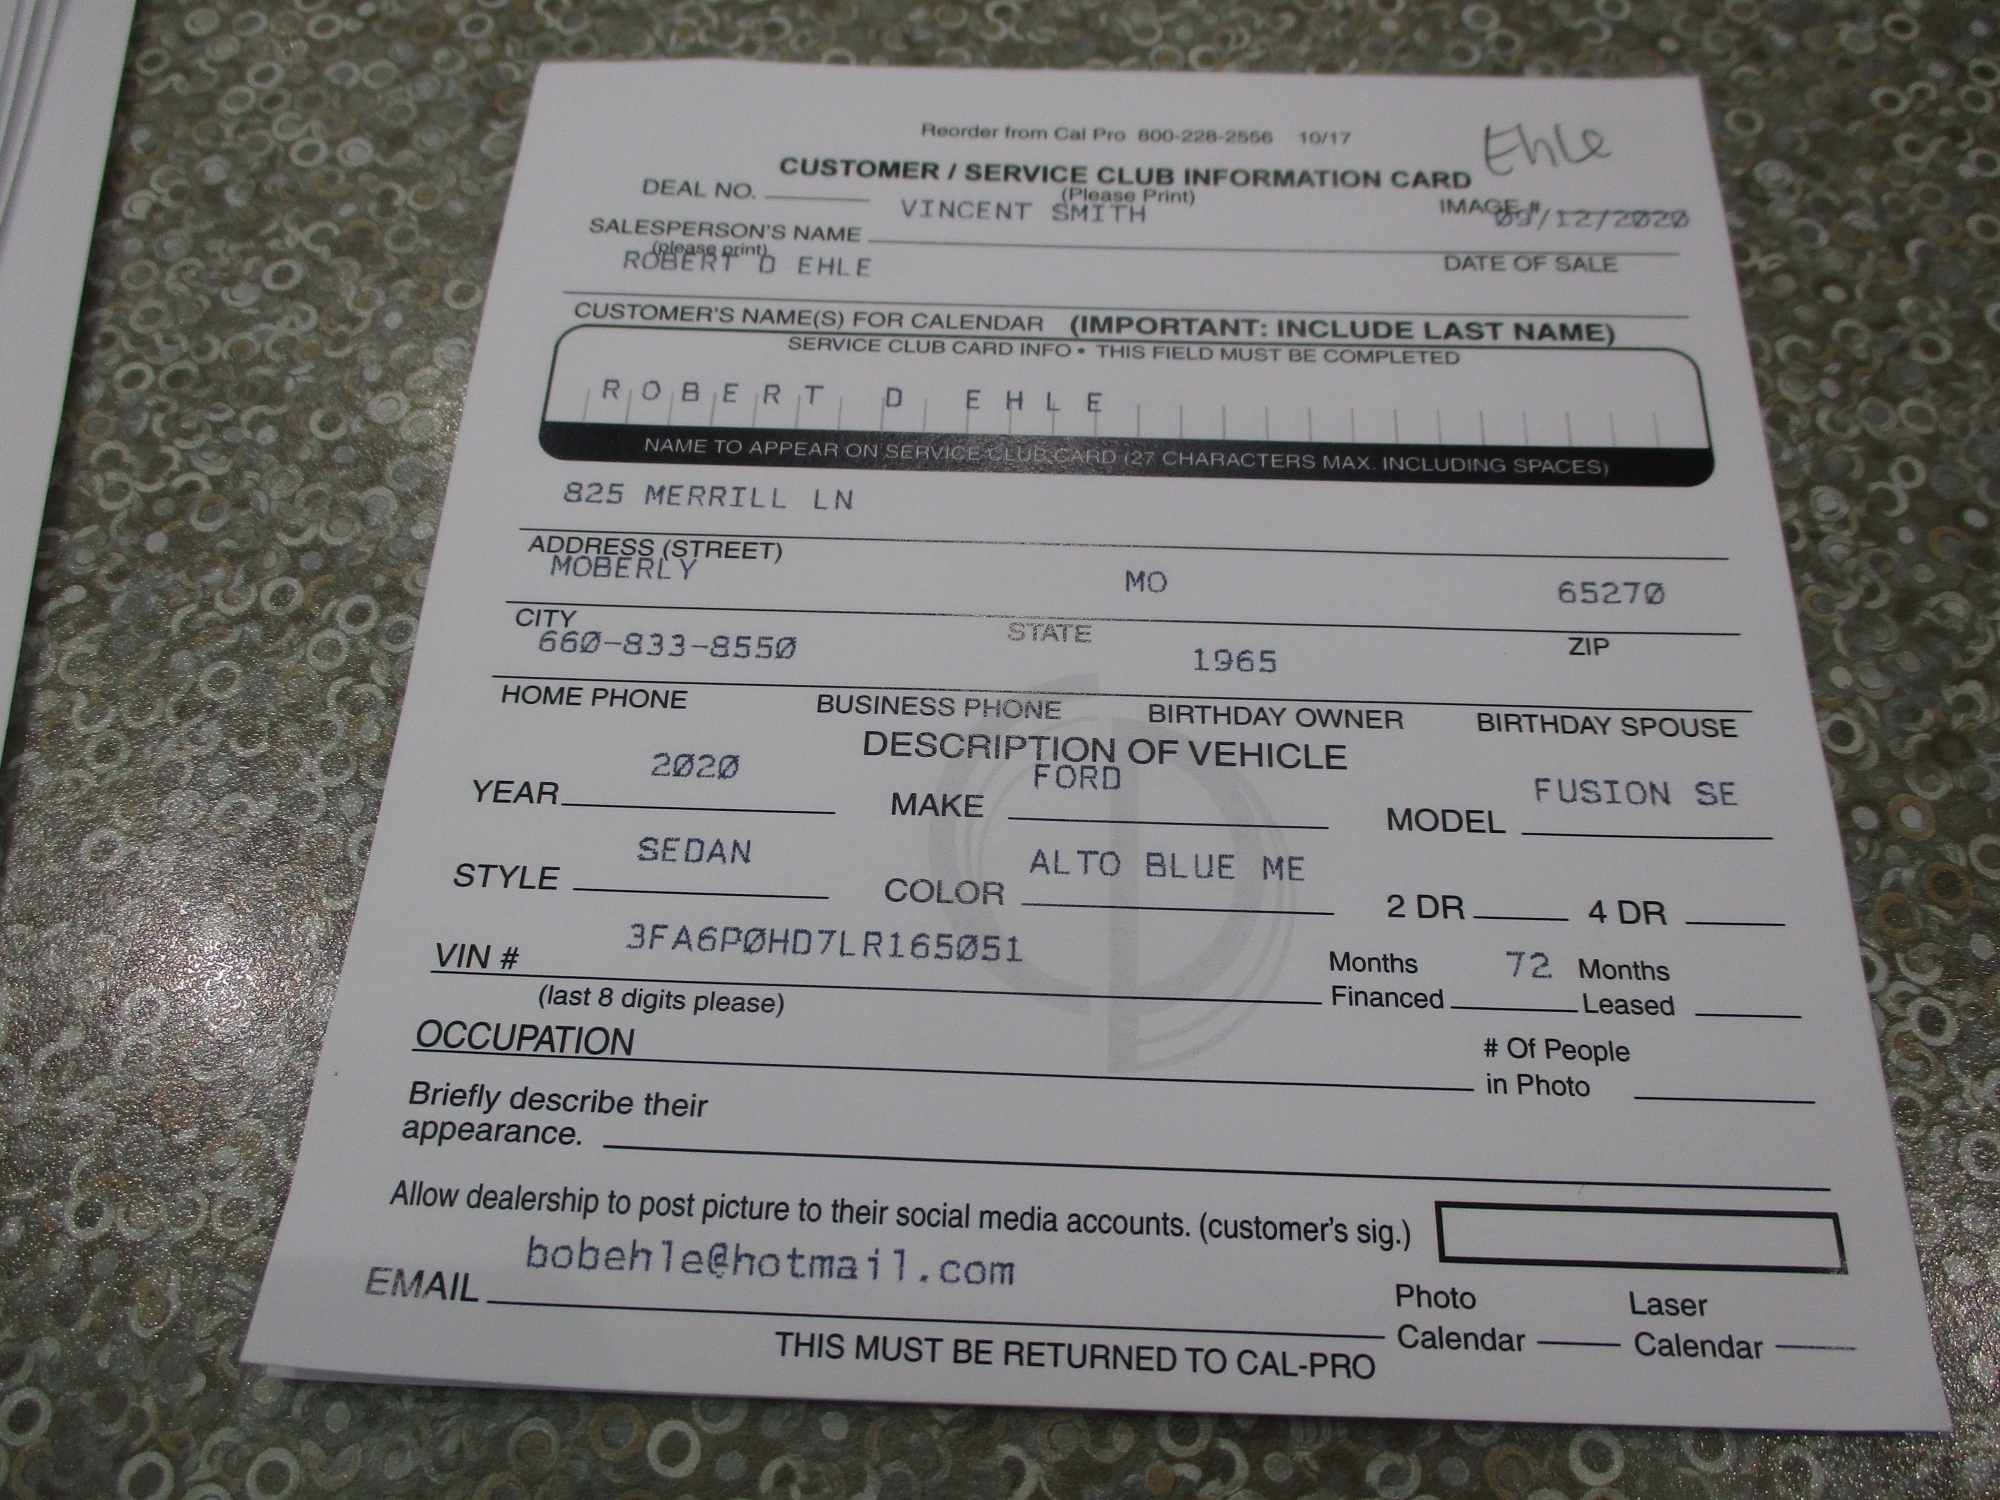 Reorder from Cal Pro 800-228-2556 10/17
Ehle
CUSTOMER / SERVICE CLUB INFORMATION CARD
DEAL NO. (Please Print)
VINCENT SMITH IMAGE # 09/12/2020
SALESPERSON'S NAME
(please print)
ROBERT D EHLE DATE OF SALE
CUSTOMER'S NAME(S) FOR CALENDAR (IMPORTANT: INCLUDE LAST NAME)
SERVICE CLUB CARD INFO • THIS FIELD MUST BE COMPLETED
ROBERT D EHLE
NAME TO APPEAR ON SERVICE CLUB CARD (27 CHARACTERS MAX. INCLUDING SPACES)
825 MERRILL LN
ADDRESS (STREET)
MOBERLY MO 65270
CITY STATE ZIP
660-833-8550 1965
HOME PHONE BUSINESS PHONE BIRTHDAY OWNER BIRTHDAY SPOUSE
DESCRIPTION OF VEHICLE
YEAR 2020 MAKE FORD MODEL FUSION SE
STYLE SEDAN COLOR ALTO BLUE ME 2 DR 4 DR
VIN # 3FA6P0HD7LR165051 Months Financed 72 Months Leased
(last 8 digits please)
OCCUPATION # Of People in Photo
Briefly describe their
appearance.
Allow dealership to post picture to their social media accounts. (customer's sig.)
EMAIL bobehle@hotmail.com Photo Calendar Laser Calendar
THIS MUST BE RETURNED TO CAL-PRO